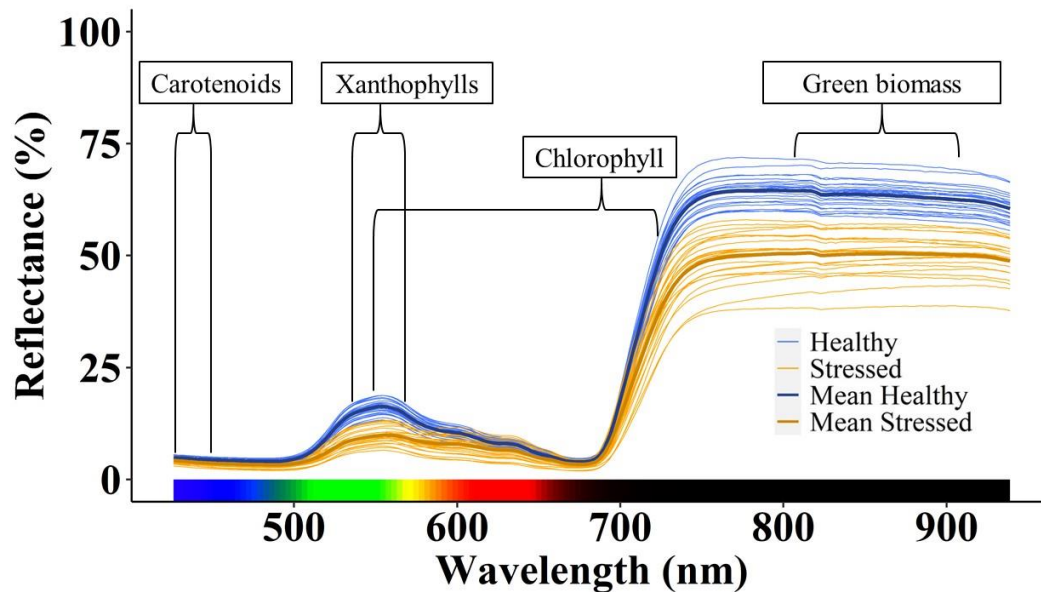 100
Carotenoids
Xanthophylls
Green biomass
75
Chlorophyll
Reflectance (%)
50
Healthy
Stressed
25
Mean Healthy
Mean Stressed
0
500
600
700
800
900
Wavelength (nm)